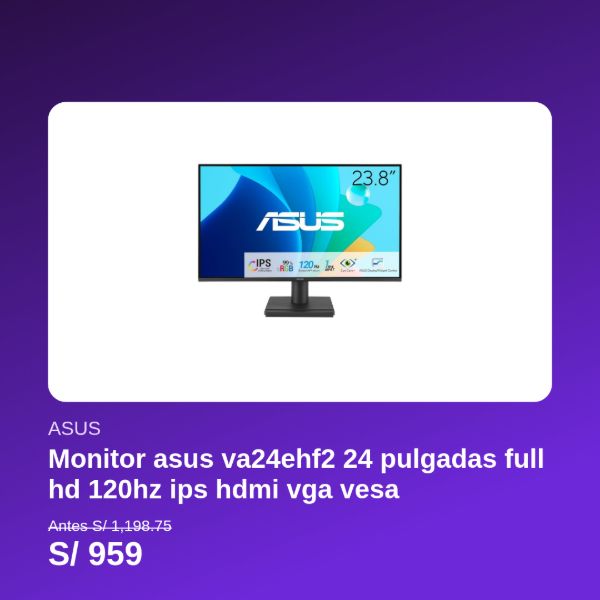 23.8"
ASUS
IPS
120
ASUS
Monitor asus va24ehf2 24 pulgadas full
hd 120hz ips hdmi vga vesa
Antes S/ 1,198.75
S/ 959